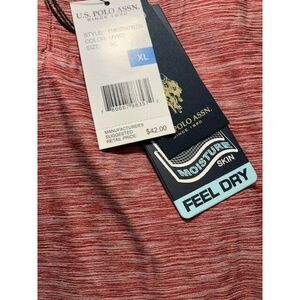 U.S. POLO ASSN.
SINCE 1890
STYLE:
COLOR:
SIZE: XL
XL
MANUFACTURERS
SUGGESTED
RETAIL PRICE: $42.00
POLO ASSN.
SINCE 1890
MOISTURE
SKIN
FEEL DRY